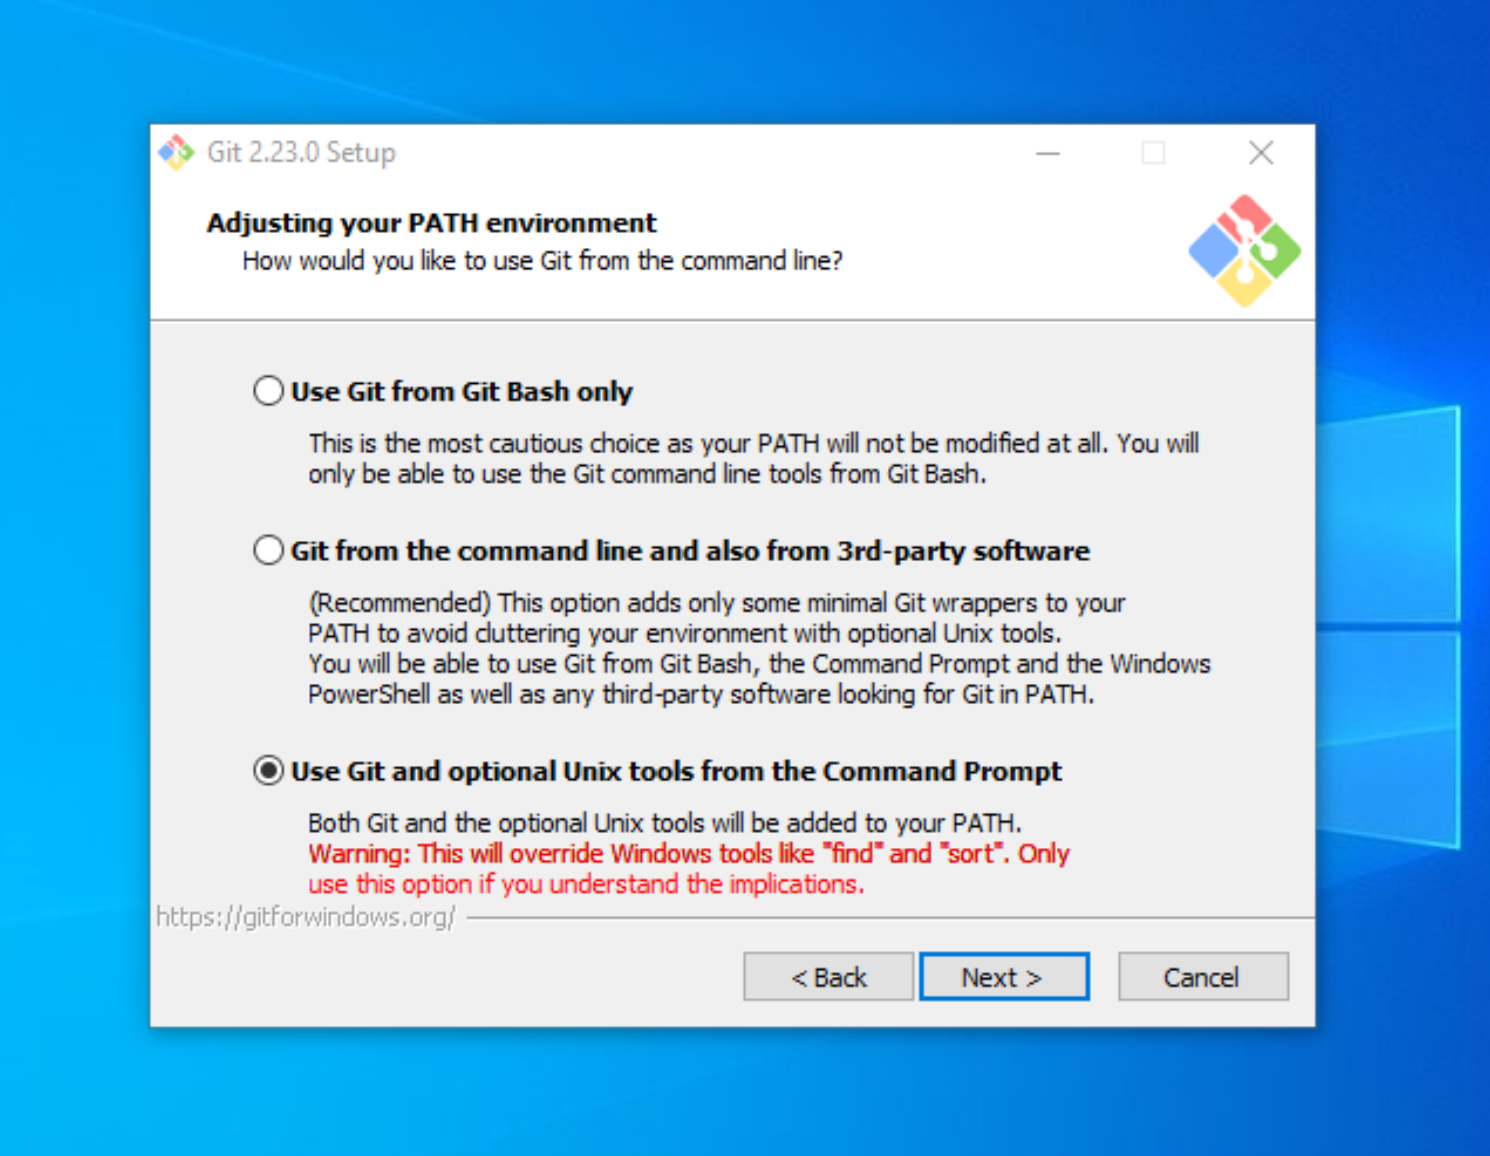 Git 2.23.0 Setup
Adjusting your PATH environment
How would you like to use Git from the command line?
Use Git from Git Bash only
This is the most cautious choice as your PATH will not be modified at all. You will
only be able to use the Git command line tools from Git Bash.
Git from the command line and also from 3rd-party software
(Recommended) This option adds only some minimal Git wrappers to your
PATH to avoid cluttering your environment with optional Unix tools.
You will be able to use Git from Git Bash, the Command Prompt and the Windows
PowerShell as well as any third-party software looking for Git in PATH.
Use Git and optional Unix tools from the Command Prompt
Both Git and the optional Unix tools will be added to your PATH.
Warning: This will override Windows tools like "find" and "sort". Only
use this option if you understand the implications.
https://gitforwindows.org/
< Back
Next >
Cancel